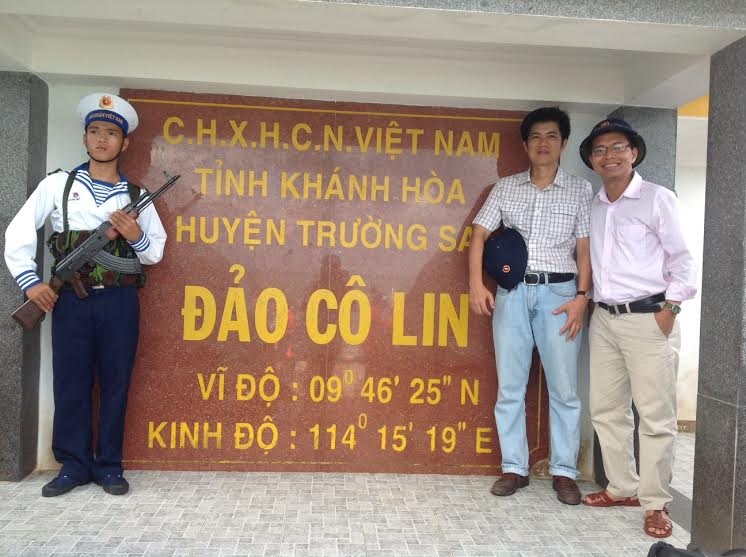 C.H.X.H.C.N.VIỆT NAM
TỈNH KHÁNH HÒA
HUYỆN TRƯỜNG SA
ĐẢO CÔ LIN
VĨ ĐỘ : 09⁰ 46' 25" N
KINH ĐỘ : 114⁰ 15' 19" E